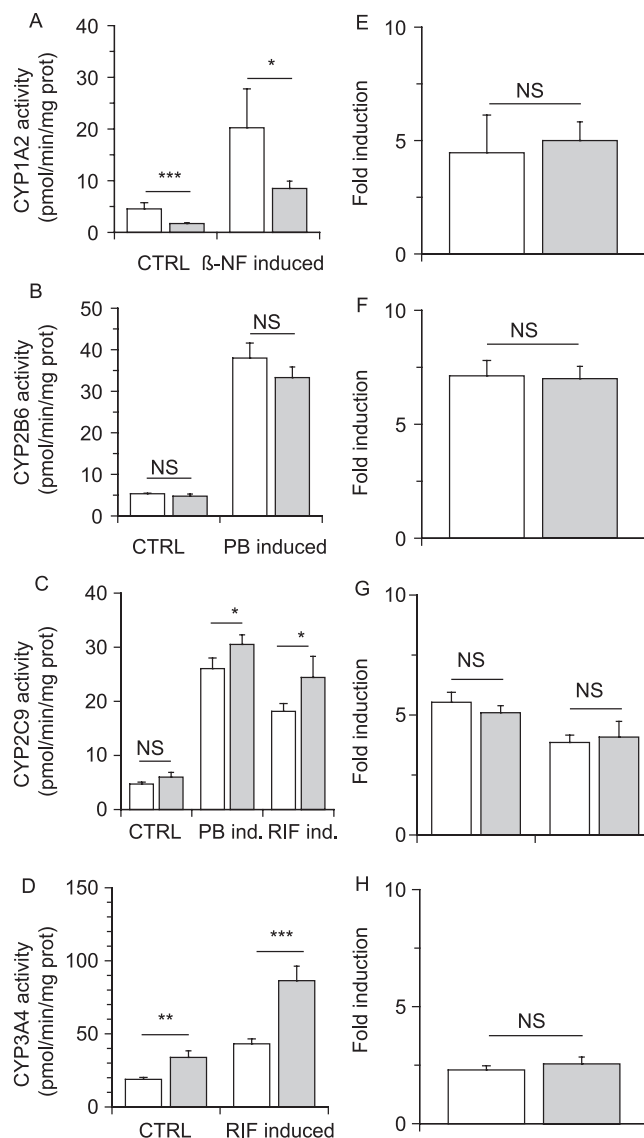 A
CYP1A2 activity
(pmol/min/mg prot)
40
30
20
10
0
***
*
CTRL ß-NF induced
E
Fold induction
10
5
0
NS
B
CYP2B6 activity
(pmol/min/mg prot)
50
40
30
20
10
0
NS
NS
CTRL PB induced
F
Fold induction
10
5
0
NS
C
CYP2C9 activity
(pmol/min/mg prot)
40
30
20
10
0
NS
*
*
CTRL PB ind. RIF ind.
G
Fold induction
10
5
0
NS
NS
D
CYP3A4 activity
(pmol/min/mg prot)
150
100
50
0
**
***
CTRL RIF induced
H
Fold induction
10
5
0
NS